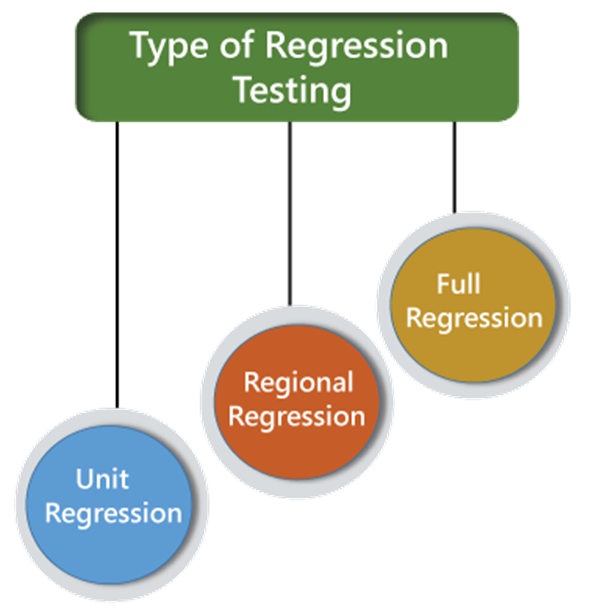 Type of Regression
Testing
Full
Regression
Regional
Regression
Unit
Regression